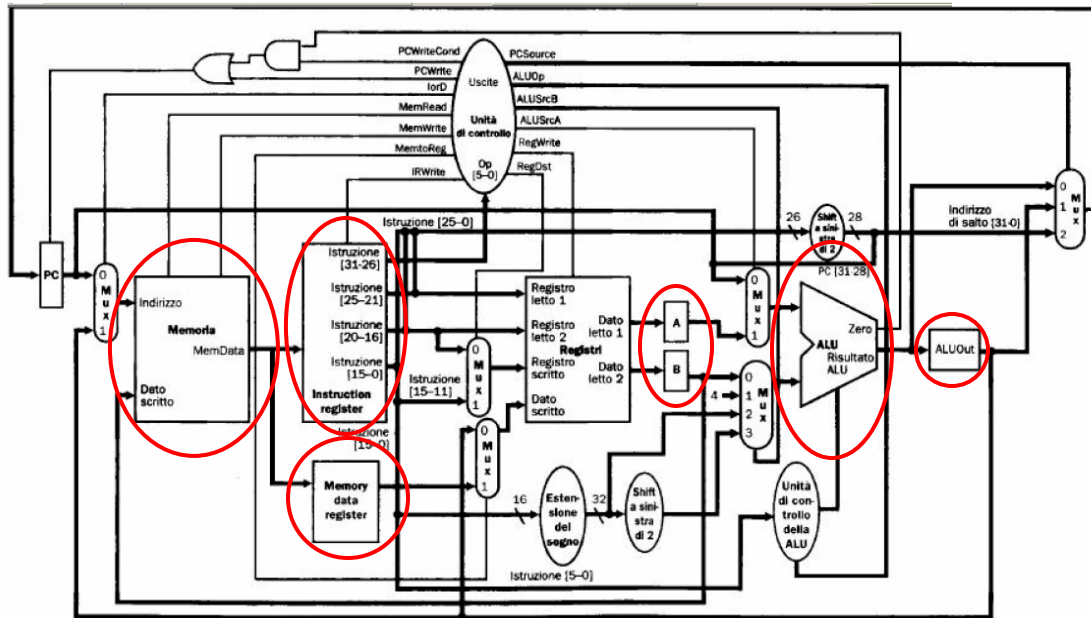 PCWriteCond
PCWrite
IorD
MemRead
MemWrite
MemtoReg
IRWrite
Uscite
Unità
di controllo
Op
[5–0]
PCSource
ALUOp
ALUSrcB
ALUSrcA
RegWrite
RegDst
PC
0
M
u
x
1
Indirizzo
Memoria
MemData
Dato
scritto
Istruzione [25–0]
Istruzione
[31-26]
Istruzione
[25–21]
Istruzione
[20–16]
Istruzione
[15–0]
Instruction
register
Istruzione
[15–0]
Memory
data
register
Istruzione
[15–11]
0
M
u
x
1
0
M
u
x
1
Registro
letto 1
Registro
letto 2
Registro
scritto
Dato
scritto
Registri
Dato
letto 1
Dato
letto 2
A
B
16
Esten-
sione
del
segno
32
Shift
a sini-
stra
di 2
Istruzione [5–0]
26
Shift
a sini-
stra
di 2
28
PC [31-28]
0
M
u
x
1
4
0
1
2
3
M
u
x
Zero
ALU
Risultato
ALU
Unità
di con-
trollo
della
ALU
ALUOut
Indirizzo
di salto [31-0]
0
1
2
M
u
x